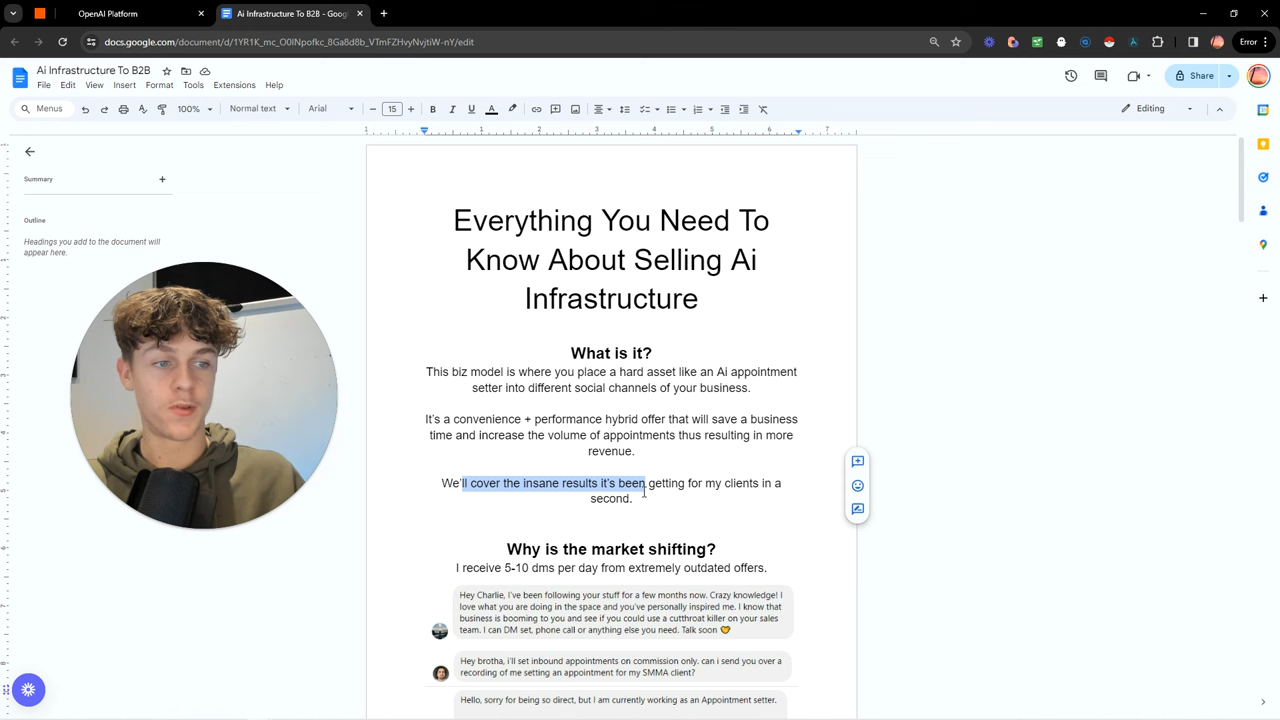 OpenAI Platform
Ai Infrastructure To B2B - Goog
Error
Ai Infrastructure To B2B
File Edit View Insert Format Tools Extensions Help
Share
Menus
100%
Normal text
Arial
15
Editing
1 1 2 3 4 5 6 7
Summary
Outline
Headings you add to the document will
appear here.
Everything You Need To
Know About Selling Ai
Infrastructure
What is it?
This biz model is where you place a hard asset like an Ai appointment
setter into different social channels of your business.
It's a convenience + performance hybrid offer that will save a business
time and increase the volume of appointments thus resulting in more
revenue.
We'll cover the insane results it's been getting for my clients in a
second.
Why is the market shifting?
I receive 5-10 dms per day from extremely outdated offers.
Hey Charlie, I've been following your stuff for a few months now. Crazy knowledge! I
love what you are doing in the space and you've personally inspired me. I know that
business is booming to you and see if you could use a cutthroat killer on your sales
team. I can DM set, phone call or anything else you need. Talk soon
Hey brotha, i'll set inbound appointments on commission only. can i send you over a
recording of me setting an appointment for my SMMA client?
Hello, sorry for being so direct, but I am currently working as an Appointment setter.